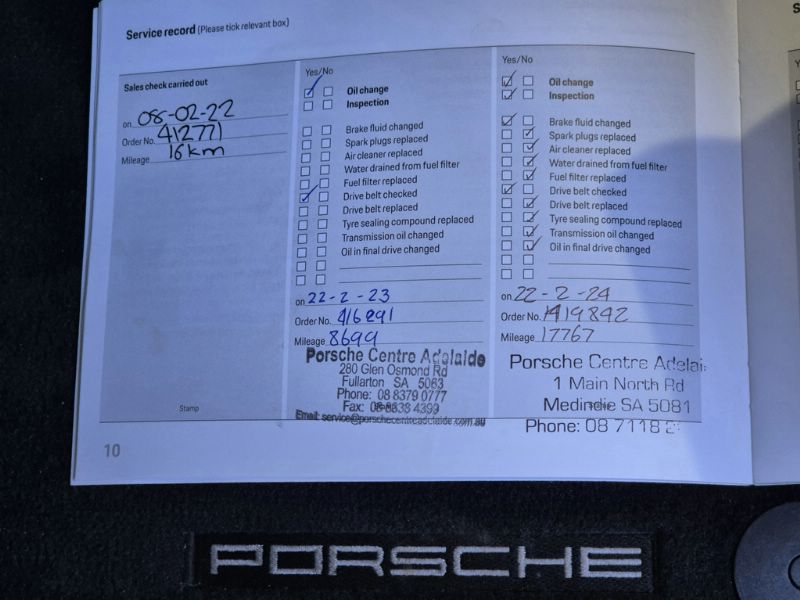 Service record (Please tick relevant box)
Sales check carried out
on 08-02-22
Order No. 412771
Mileage 16km
Stamp
Yes/No
Oil change
Inspection
Brake fluid changed
Spark plugs replaced
Air cleaner replaced
Water drained from fuel filter
Fuel filter replaced
Drive belt checked
Drive belt replaced
Tyre sealing compound replaced
Transmission oil changed
Oil in final drive changed
on 22-2-23
Order No. 416291
Mileage 8699
Porsche Centre Adelaide
280 Glen Osmond Rd
Fullarton SA 5063
Phone: 08 8379 0777
Fax: 08 8338 4399
Email: service@porschecentreadelaide.com.au
Yes/No
Oil change
Inspection
Brake fluid changed
Spark plugs replaced
Air cleaner replaced
Water drained from fuel filter
Fuel filter replaced
Drive belt checked
Drive belt replaced
Tyre sealing compound replaced
Transmission oil changed
Oil in final drive changed
on 22-2-24
Order No. 419842
Mileage 17767
Porsche Centre Adelai
1 Main North Rd
Medindie SA 5081
Phone: 08 7118 2
10
PORSCHE